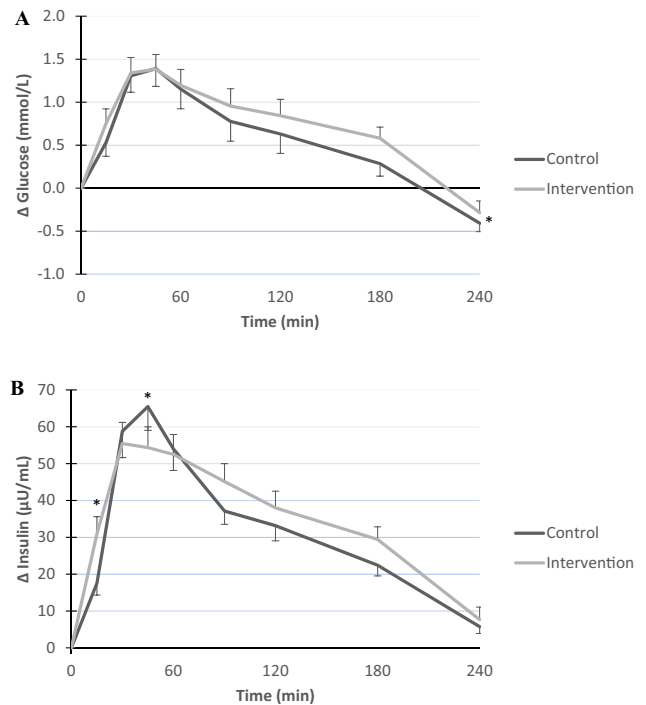 A
Δ Glucose (mmol/L)
2.0
1.5
1.0
0.5
0.0
-0.5
-1.0
0 60 120 180 240
Time (min)
*
Control
Intervention
B
Δ Insulin (µU/mL)
70
60
50
40
30
20
10
0
0 60 120 180 240
Time (min)
*
*
Control
Intervention